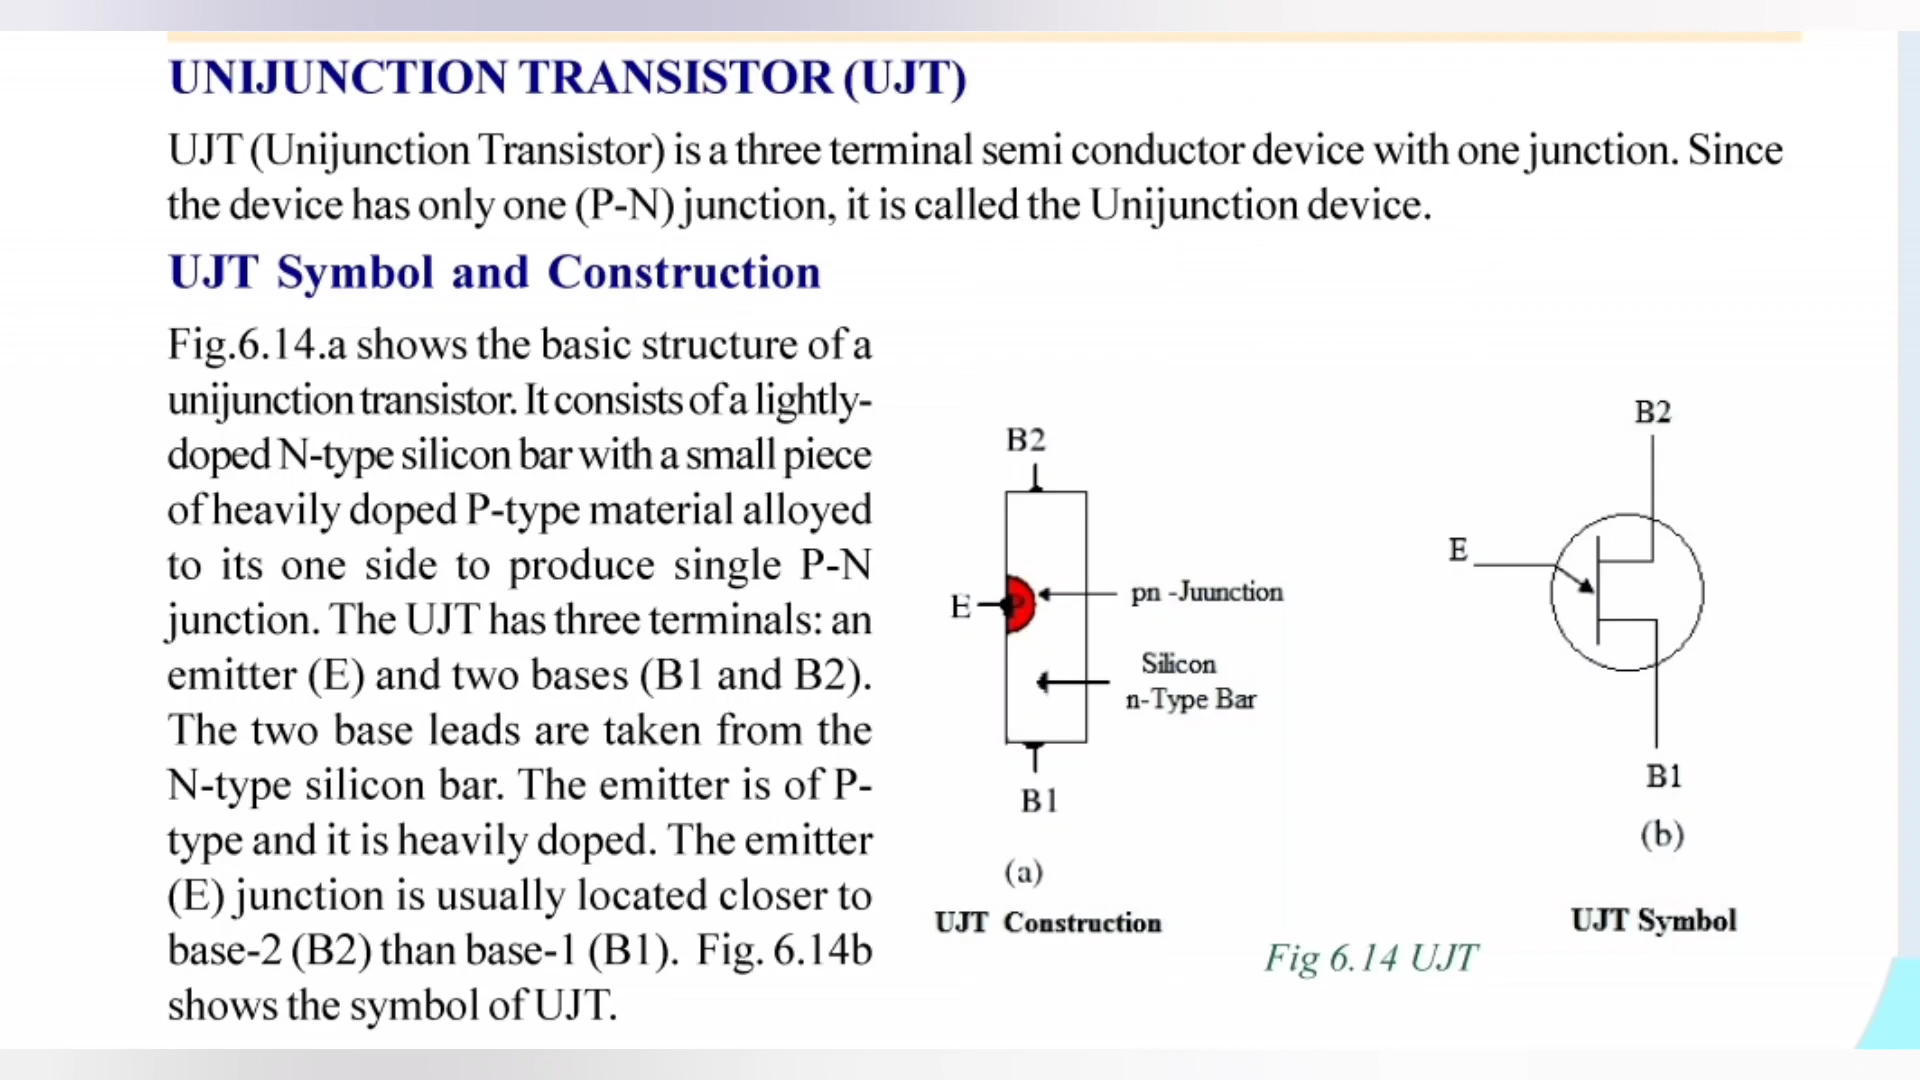 UNIJUNCTION TRANSISTOR (UJT)
UJT (Unijunction Transistor) is a three terminal semi conductor device with one junction. Since
the device has only one (P-N) junction, it is called the Unijunction device.
UJT Symbol and Construction
Fig.6.14.a shows the basic structure of a
unijunction transistor. It consists of a lightly-
doped N-type silicon bar with a small piece
of heavily doped P-type material alloyed
to its one side to produce single P-N
junction. The UJT has three terminals: an
emitter (E) and two bases (B1 and B2).
The two base leads are taken from the
N-type silicon bar. The emitter is of P-
type and it is heavily doped. The emitter
(E) junction is usually located closer to
base-2 (B2) than base-1 (B1). Fig. 6.14b
shows the symbol of UJT.
B2
E
P
pn -Juunction
Silicon
n-Type Bar
B1
(a)
UJT Construction
B2
E
B1
(b)
UJT Symbol
Fig 6.14 UJT